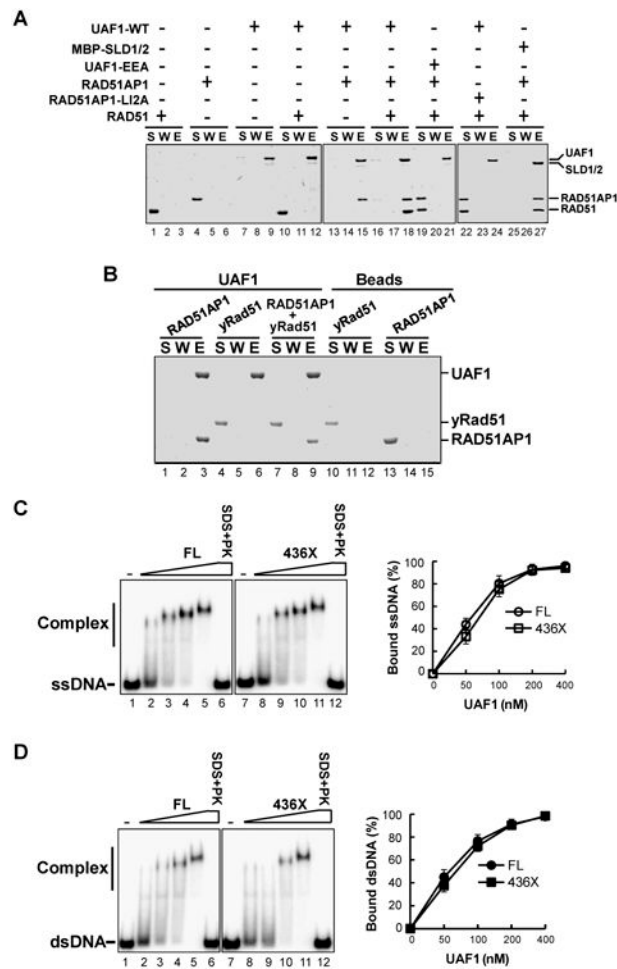 A
UAF1-WT - - + + + + - + -
MBP-SLD1/2 - - - - - - - - +
UAF1-EEA - - - - - - + - -
RAD51AP1 - + - - + + + - +
RAD51AP1-LI2A - - - - - - - + -
RAD51 + - - + - + + + +
S W E S W E S W E S W E S W E S W E S W E S W E S W E
UAF1
SLD1/2
RAD51AP1
RAD51
1 2 3 4 5 6 7 8 9 10 11 12 13 14 15 16 17 18 19 20 21 22 23 24 25 26 27
B
UAF1 Beads
RAD51AP1 yRad51 RAD51AP1 + yRad51 yRad51 RAD51AP1
S W E S W E S W E S W E S W E
UAF1
yRad51
RAD51AP1
1 2 3 4 5 6 7 8 9 10 11 12 13 14 15
C
- FL SDS+PK - 436X SDS+PK
Complex
ssDNA
1 2 3 4 5 6 7 8 9 10 11 12
Bound ssDNA (%)
100
80
60
40
20
0
FL
436X
0 50 100 200 400
UAF1 (nM)
D
- FL SDS+PK - 436X SDS+PK
Complex
dsDNA
1 2 3 4 5 6 7 8 9 10 11 12
Bound dsDNA (%)
100
80
60
40
20
0
FL
436X
0 50 100 200 400
UAF1 (nM)